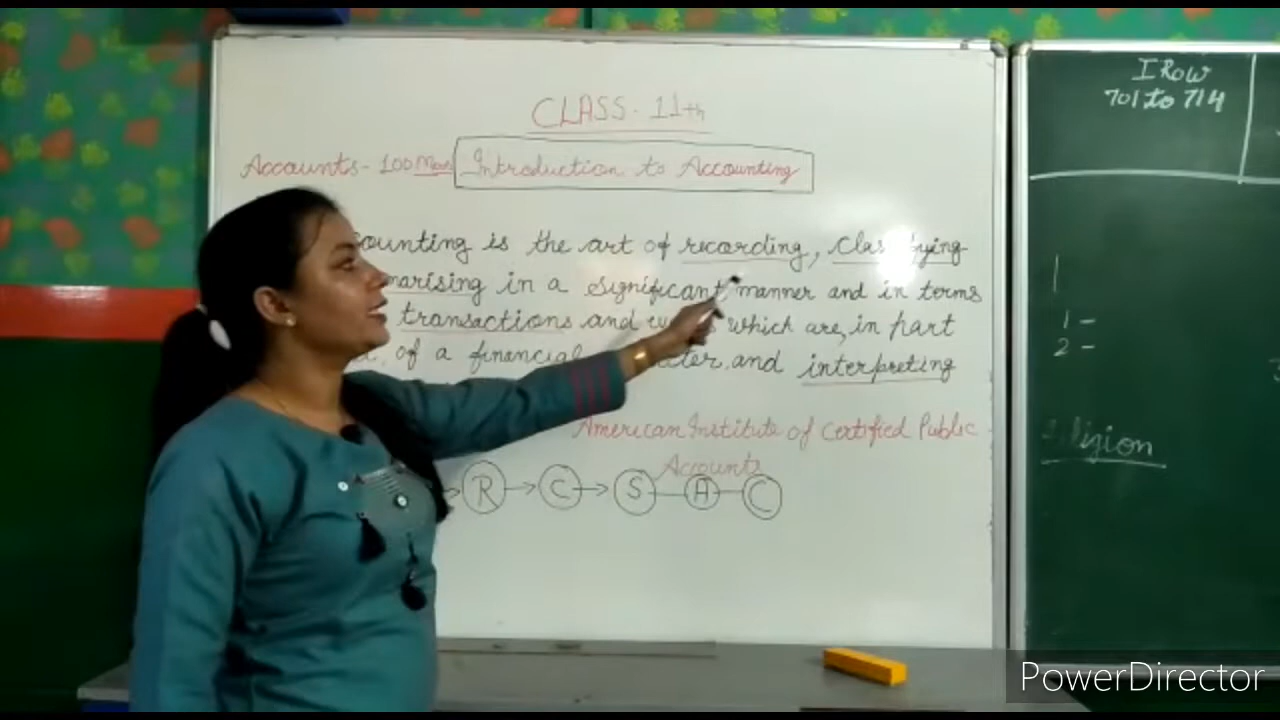 CLASS- 11th
Accounts- 100 Introduction to Accounting
ounting is the art of recording,
marising in a significant manner and in terms
transactions and which are, in part
of a financial and interpreting
American Institute of Certified Public
Accounts
R C S A C
I Row
701 to 714
1
1 -
2 -
PowerDirector